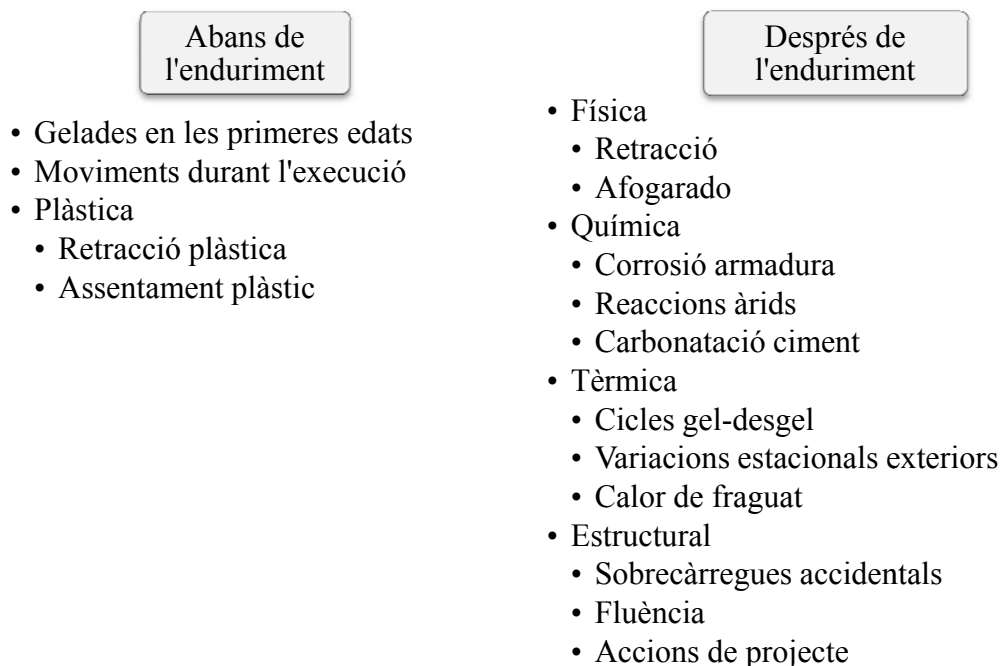 Abans de
l'enduriment
• Gelades en les primeres edats
• Moviments durant l'execució
• Plàstica
• Retracció plàstica
• Assentament plàstic
Després de
l'enduriment
• Física
• Retracció
• Afogarado
• Química
• Corrosió armadura
• Reaccions àrids
• Carbonatació ciment
• Tèrmica
• Cicles gel-desgel
• Variacions estacionals exteriors
• Calor de fraguat
• Estructural
• Sobrecàrregues accidentals
• Fluència
• Accions de projecte